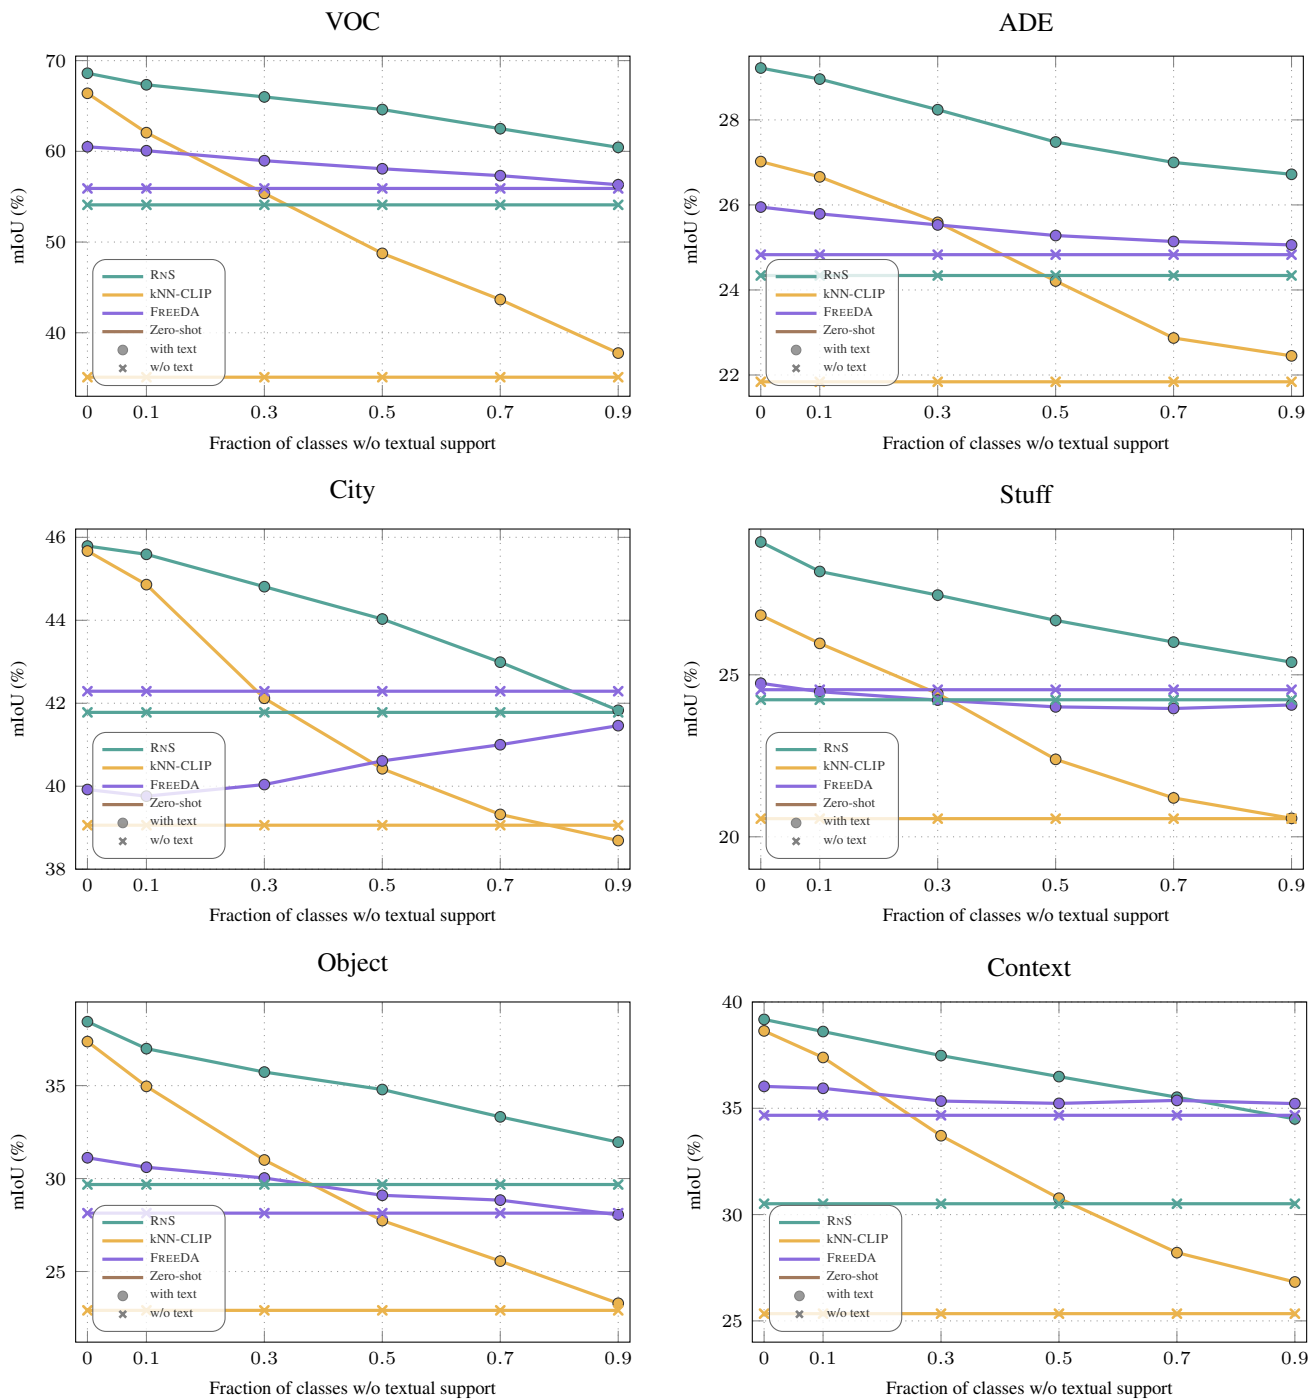 VOC
70
60
50
40
mIoU (%)
RNS
kNN-CLIP
FREEDA
Zero-shot
with text
w/o text
0 0.1 0.3 0.5 0.7 0.9
Fraction of classes w/o textual support
ADE
28
26
24
22
mIoU (%)
RNS
kNN-CLIP
FREEDA
Zero-shot
with text
w/o text
0 0.1 0.3 0.5 0.7 0.9
Fraction of classes w/o textual support
City
46
44
42
40
38
mIoU (%)
RNS
kNN-CLIP
FREEDA
Zero-shot
with text
w/o text
0 0.1 0.3 0.5 0.7 0.9
Fraction of classes w/o textual support
Stuff
25
20
mIoU (%)
RNS
kNN-CLIP
FREEDA
Zero-shot
with text
w/o text
0 0.1 0.3 0.5 0.7 0.9
Fraction of classes w/o textual support
Object
35
30
25
mIoU (%)
RNS
kNN-CLIP
FREEDA
Zero-shot
with text
w/o text
0 0.1 0.3 0.5 0.7 0.9
Fraction of classes w/o textual support
Context
40
35
30
25
mIoU (%)
RNS
kNN-CLIP
FREEDA
Zero-shot
with text
w/o text
0 0.1 0.3 0.5 0.7 0.9
Fraction of classes w/o textual support